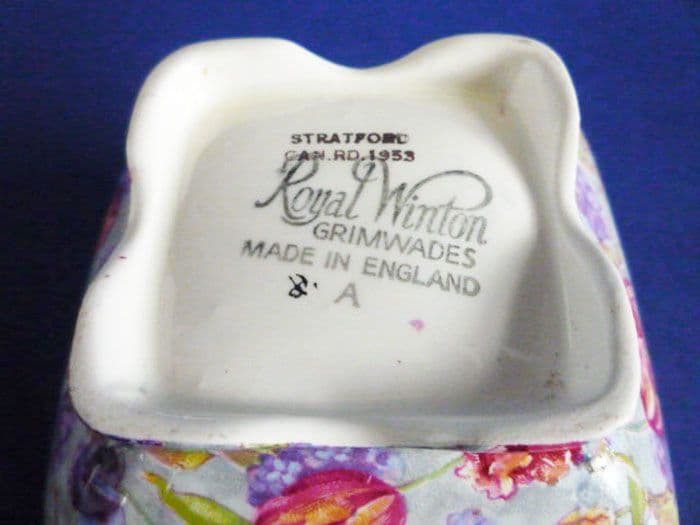 STRATFORD
CAN.RD.1953
Royal Winton
GRIMWADES
MADE IN ENGLAND
A